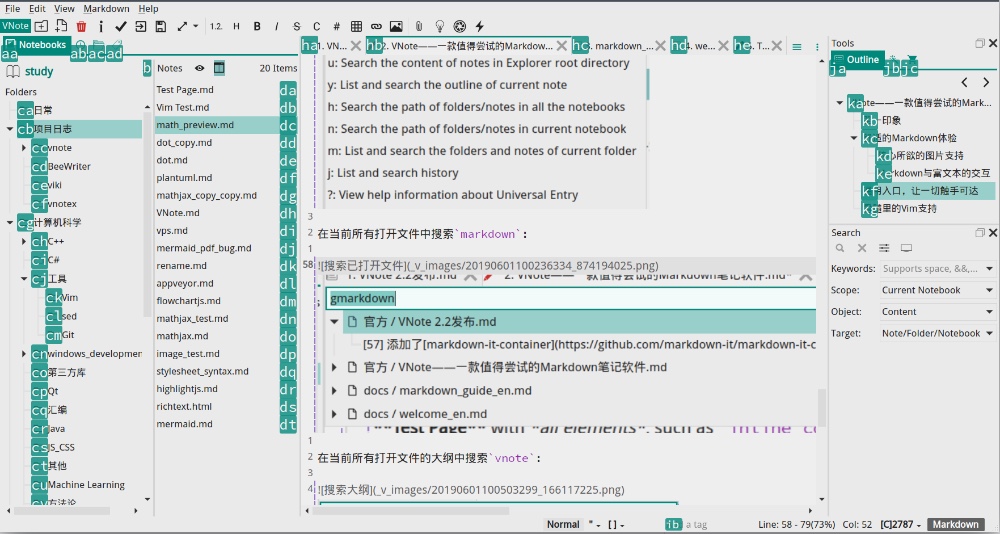 File Edit View Markdown Help
VNote
1.2. H B I S C #
Notebooks
aa ab ac ad
study
b
Folders
ca 日常
cb 项目日志
cc vnote
cd BeeWriter
ce viki
cf vnotex
cg 计算机科学
ch C++
ci C#
cj 工具
ck Vim
cl sed
cm Git
cn windows_developmer
co 第三方库
cp Qt
cq 汇编
cr Java
cs JS_CSS
ct 其他
cu Machine Learning
cv 方法论
Notes 20 Items
Test Page.md da
Vim Test.md db
math_preview.md dc
dot_copy.md dd
dot.md de
plantuml.md df
mathjax_copy_copy.md dg
VNote.md dh
vps.md di
mermaid_pdf_bug.md dj
rename.md dk
appveyor.md dl
flowchartjs.md dm
mathjax_test.md dn
mathjax.md do
image_test.md dp
stylesheet_syntax.md dq
highlightjs.md dr
richtext.html ds
mermaid.md dt
ha 1. VN... hb 2. VNote——一款值得尝试的Markdow... hc . markdown_... hd . we... he . T...
u: Search the content of notes in Explorer root directory
y: List and search the outline of current note
h: Search the path of folders/notes in all the notebooks
n: Search the path of folders/notes in current notebook
m: List and search the folders and notes of current folder
j: List and search history
?: View help information about Universal Entry
3
2 在当前所有打开文件中搜索`markdown`:
1
58 ![搜索已打开文件](_v_images/20190601100236334_874194025.png)
1. VNote 2.2发布.md 2. VNote——一款值得尝试的Markdown笔记软件.md*
gmarkdown
官方 / VNote 2.2发布.md
[57] 添加了[markdown-it-container](https://github.com/markdown-it/markdown-it-c
官方 / VNote——一款值得尝试的Markdown笔记软件.md
docs / markdown_guide_en.md
docs / welcome_en.md
**Test Page** with *all elements*, such as `inline co
1
2 在当前所有打开文件的大纲中搜索`vnote`:
3
4 ![搜索大纲](_v_images/20190601100503299_166117225.png)
Tools
Outline
ja jb jc
ka ote——一款值得尝试的Mark...
kb 印象
kc 的Markdown体验
kd 心所欲的图片支持
ke rkdown与富文本的交互
kf 用入口，让一切触手可达
kg 里的Vim支持
Search
Keywords: Supports space, &&,...
Scope: Current Notebook
Object: Content
Target: Note/Folder/Notebook
Normal " [ ] ib a tag Line: 58 - 79(73%) Col: 52 [C]2787 Markdown